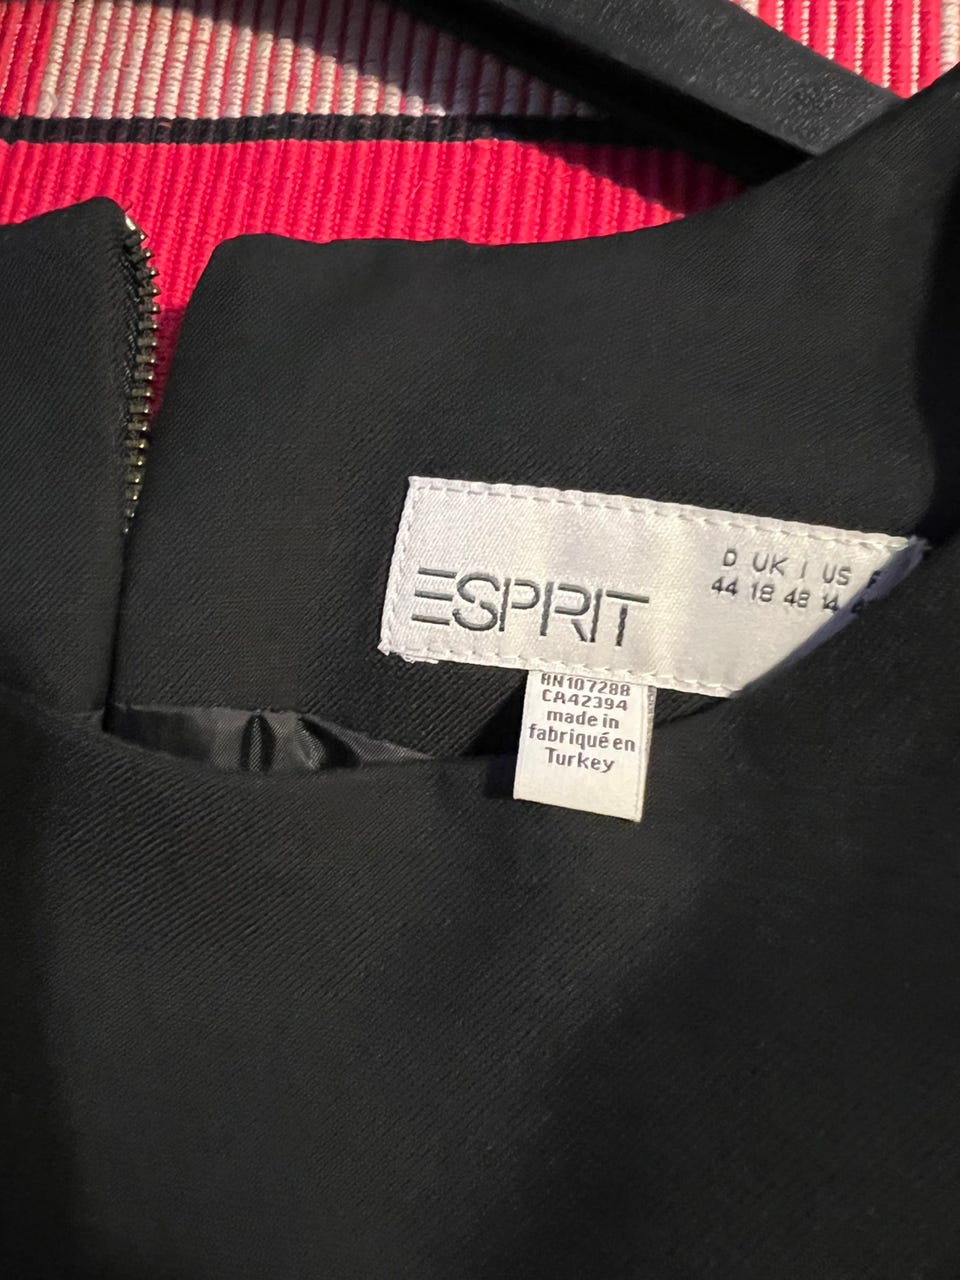 ESPRIT
D UK I US
44 18 48 14
RN107288
CA42394
made in
fabriqué en
Turkey